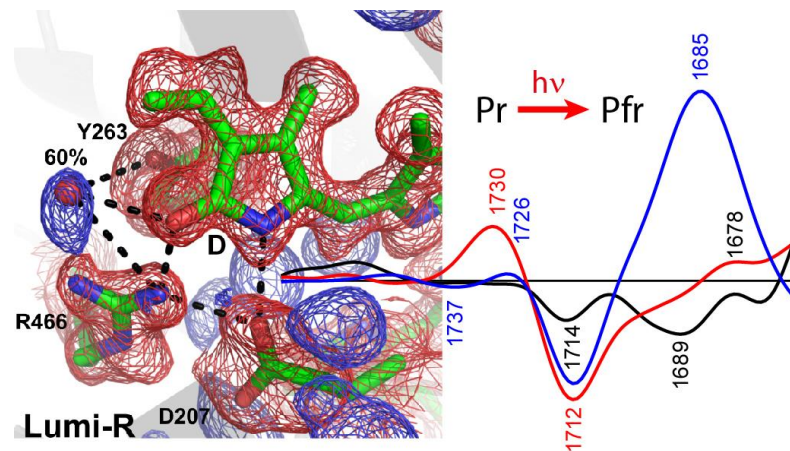 Y263
60%
D
R466
D207
Lumi-R
hν
Pr Pfr
1685
1730
1726
1678
1737
1714
1689
1712